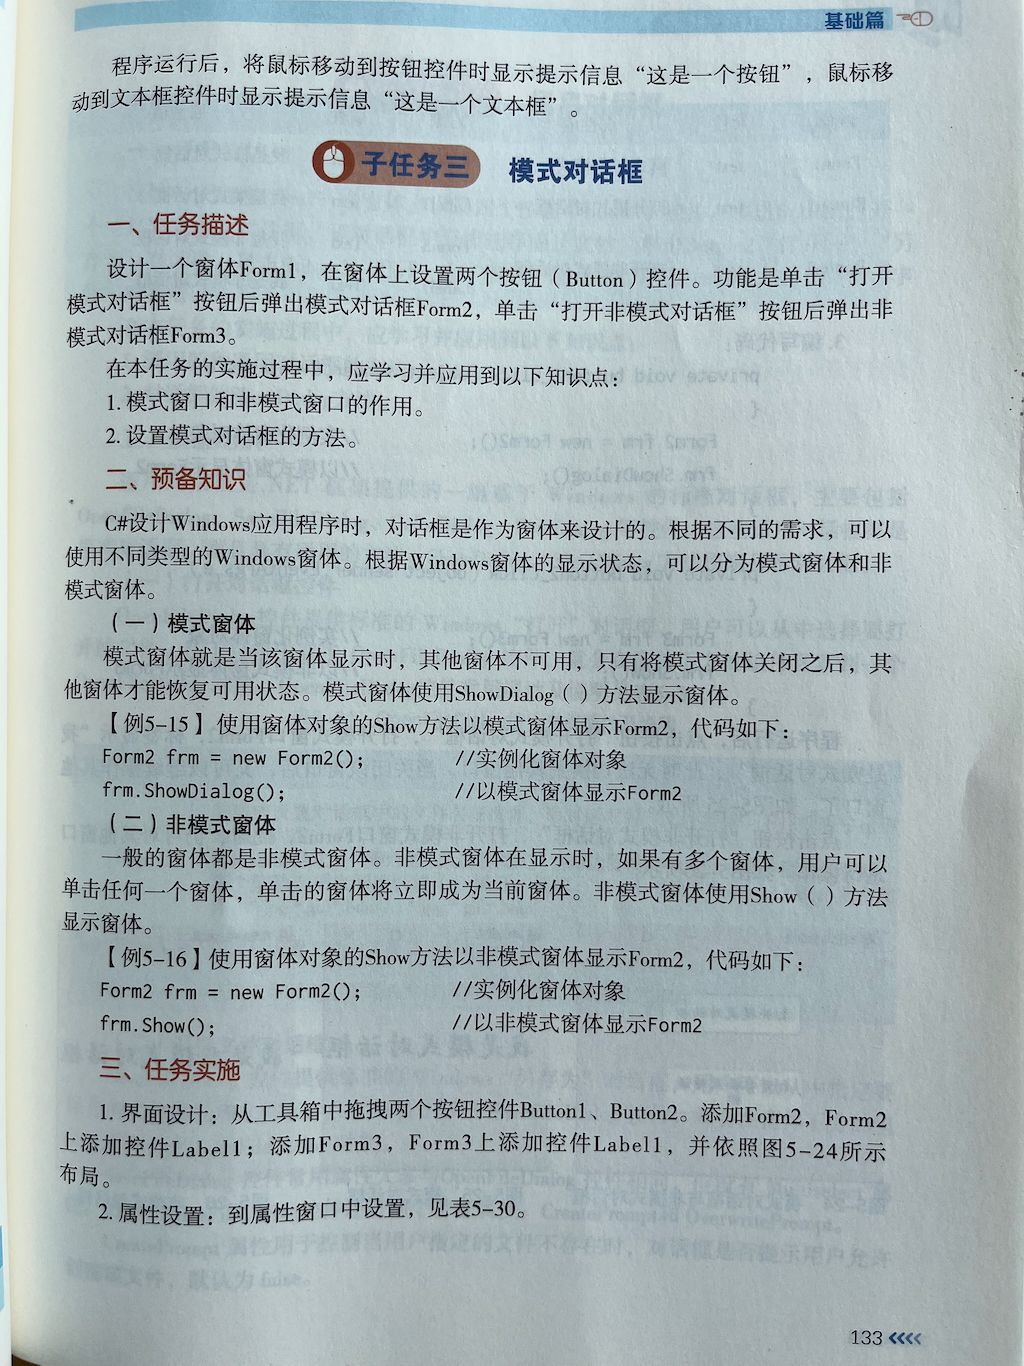 基础篇
程序运行后，将鼠标移动到按钮控件时显示提示信息“这是一个按钮”，鼠标移
动到文本框控件时显示提示信息“这是一个文本框”。
子任务三 模式对话框
一、任务描述
设计一个窗体Form1，在窗体上设置两个按钮（Button）控件。功能是单击“打开
模式对话框”按钮后弹出模式对话框Form2，单击“打开非模式对话框”按钮后弹出非
模式对话框Form3。
在本任务的实施过程中，应学习并应用到以下知识点：
1. 模式窗口和非模式窗口的作用。
2. 设置模式对话框的方法。
二、预备知识
C#设计Windows应用程序时，对话框是作为窗体来设计的。根据不同的需求，可以
使用不同类型的Windows窗体。根据Windows窗体的显示状态，可以分为模式窗体和非
模式窗体。
（一）模式窗体
模式窗体就是当该窗体显示时，其他窗体不可用，只有将模式窗体关闭之后，其
他窗体才能恢复可用状态。模式窗体使用ShowDialog（）方法显示窗体。
【例5-15】使用窗体对象的Show方法以模式窗体显示Form2，代码如下：
Form2 frm = new Form2(); //实例化窗体对象
frm.ShowDialog(); //以模式窗体显示Form2
（二）非模式窗体
一般的窗体都是非模式窗体。非模式窗体在显示时，如果有多个窗体，用户可以
单击任何一个窗体，单击的窗体将立即成为当前窗体。非模式窗体使用Show（）方法
显示窗体。
【例5-16】使用窗体对象的Show方法以非模式窗体显示Form2，代码如下：
Form2 frm = new Form2(); //实例化窗体对象
frm.Show(); //以非模式窗体显示Form2
三、任务实施
1. 界面设计：从工具箱中拖拽两个按钮控件Button1、Button2。添加Form2，Form2
上添加控件Label1；添加Form3，Form3上添加控件Label1，并依照图5-24所示
布局。
2. 属性设置：到属性窗口中设置，见表5-30。
133